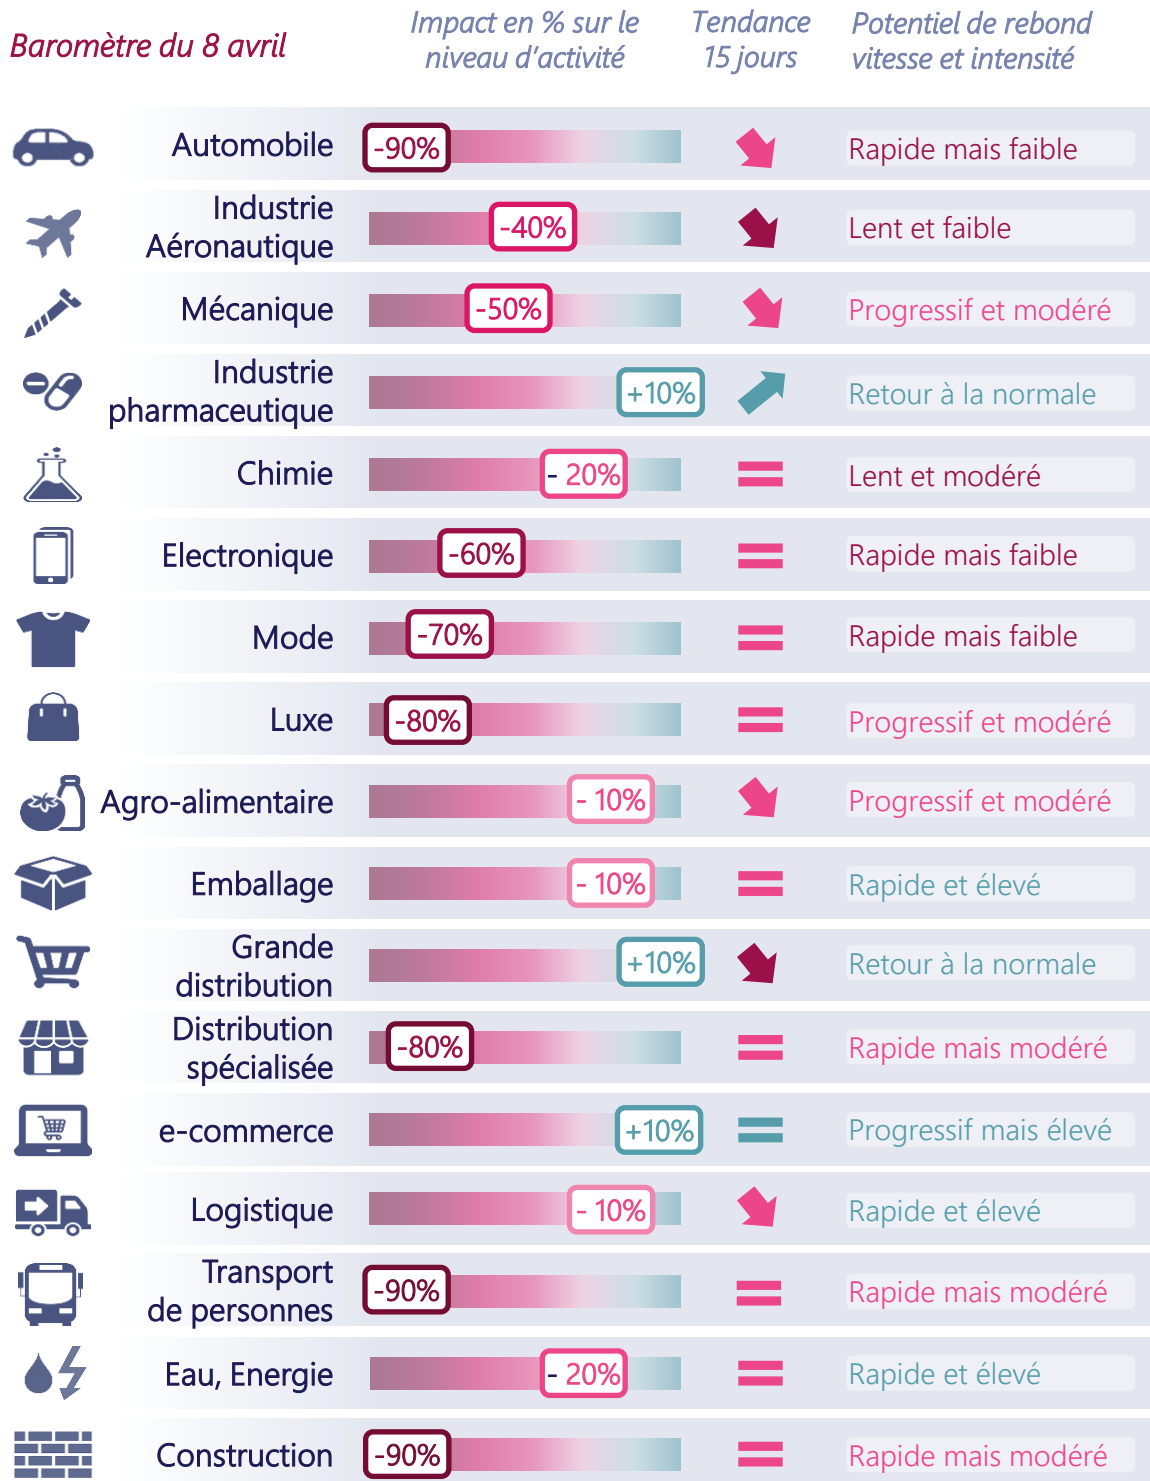 Baromètre du 8 avril
Impact en % sur le
niveau d'activité
Tendance
15 jours
Potentiel de rebond
vitesse et intensité
Automobile
-90%
Rapide mais faible
Industrie
Aéronautique
-40%
Lent et faible
Mécanique
-50%
Progressif et modéré
Industrie
pharmaceutique
+10%
Retour à la normale
Chimie
- 20%
=
Lent et modéré
Electronique
-60%
=
Rapide mais faible
Mode
-70%
=
Rapide mais faible
Luxe
-80%
=
Progressif et modéré
Agro-alimentaire
- 10%
Progressif et modéré
Emballage
- 10%
=
Rapide et élevé
Grande
distribution
+10%
Retour à la normale
Distribution
spécialisée
-80%
=
Rapide mais modéré
e-commerce
+10%
=
Progressif mais élevé
Logistique
- 10%
Rapide et élevé
Transport
de personnes
-90%
=
Rapide mais modéré
Eau, Energie
- 20%
=
Rapide et élevé
Construction
-90%
=
Rapide mais modéré